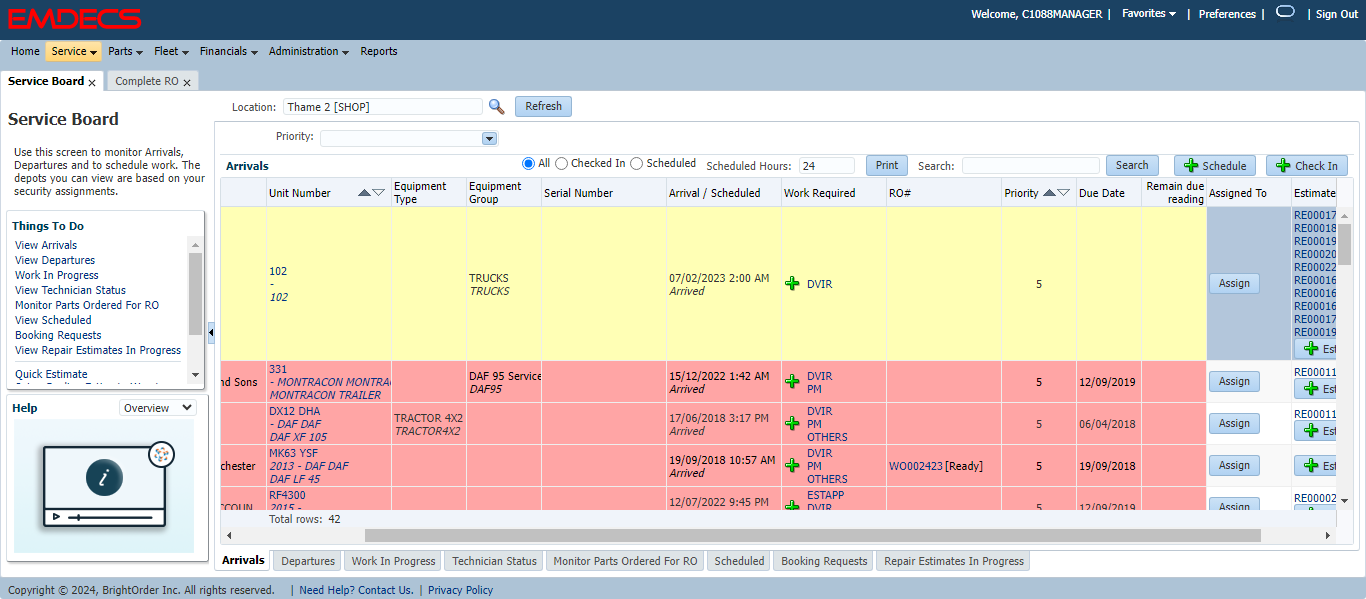 EMDECS
Welcome, C1088MANAGER | Favorites | Preferences | | Sign Out
Home Service Parts Fleet Financials Administration Reports
Service Board x Complete RO x
Service Board
Use this screen to monitor Arrivals,
Departures and to schedule work. The
depots you can view are based on your
security assignments.
Things To Do
View Arrivals
View Departures
Work In Progress
View Technician Status
Monitor Parts Ordered For RO
View Scheduled
Booking Requests
View Repair Estimates In Progress
Quick Estimate
Help Overview
i
Location: Thame 2 [SHOP] Refresh
Priority:
Arrivals All Checked In Scheduled Scheduled Hours: 24 Print Search: Search Schedule Check In
Unit Number Equipment Type Equipment Group Serial Number Arrival / Scheduled Work Required RO# Priority Due Date Remain due reading Assigned To Estimate
102
-
102
TRUCKS
TRUCKS
07/02/2023 2:00 AM
Arrived
DVIR
5
Assign
RE00017
RE00018
RE00019
RE00020
RE00022
RE00016
RE00016
RE00016
RE00017
RE00019
Est
nd Sons
331
- MONTRACON MONTRA
MONTRACON TRAILER
DAF 95 Service
DAF95
15/12/2022 1:42 AM
Arrived
DVIR
PM
5
12/09/2019
Assign
RE00011
Est
DX12 DHA
- DAF DAF
DAF XF 105
TRACTOR 4X2
TRACTOR4X2
17/06/2018 3:17 PM
Arrived
DVIR
PM
OTHERS
5
06/04/2018
Assign
RE00011
Est
chester
MK63 YSF
2013 - DAF DAF
DAF LF 45
19/09/2018 10:57 AM
Arrived
DVIR
PM
OTHERS
WO002423 [Ready]
5
19/09/2018
Assign
Est
CCOUN
RF4300
2015 -
12/07/2022 9:45 PM
ESTAPP
DVIR
5
12/09/2019
Assign
RE00002
Total rows: 42
Arrivals Departures Work In Progress Technician Status Monitor Parts Ordered For RO Scheduled Booking Requests Repair Estimates In Progress
Copyright © 2024, BrightOrder Inc. All rights reserved. | Need Help? Contact Us. | Privacy Policy